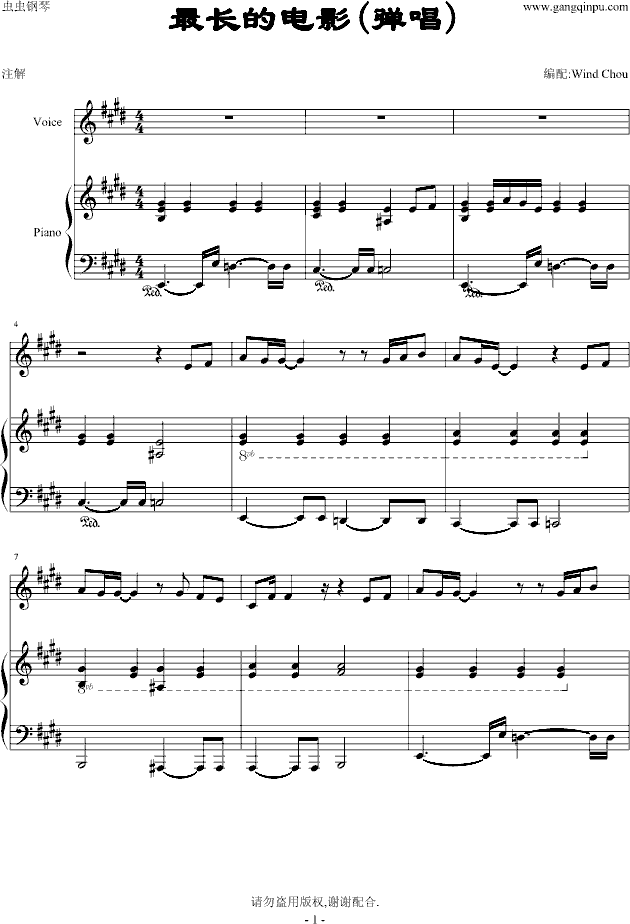 虫虫钢琴
www.gangqinpu.com
最长的电影(弹唱)
注解
编配:Wind Chou
Voice
Piano
4
7
请勿盗用版权,谢谢配合.
- 1 -